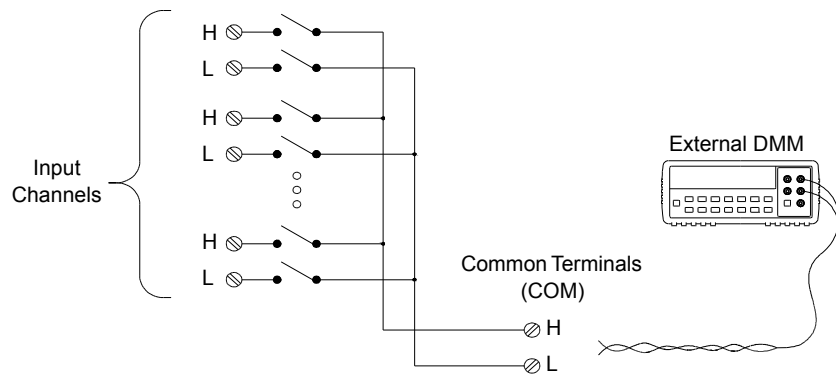 H
L
H
L
Input
Channels
H
L
External DMM
Common Terminals
(COM)
H
L